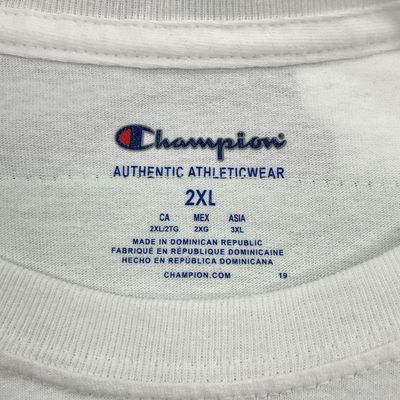 Champion
AUTHENTIC ATHLETICWEAR
2XL
CA MEX ASIA
2XL/2TG 2XG 3XL
MADE IN DOMINICAN REPUBLIC
FABRIQUÉ EN RÉPUBLIQUE DOMINICAINE
HECHO EN REPÚBLICA DOMINICANA
CHAMPION.COM 19